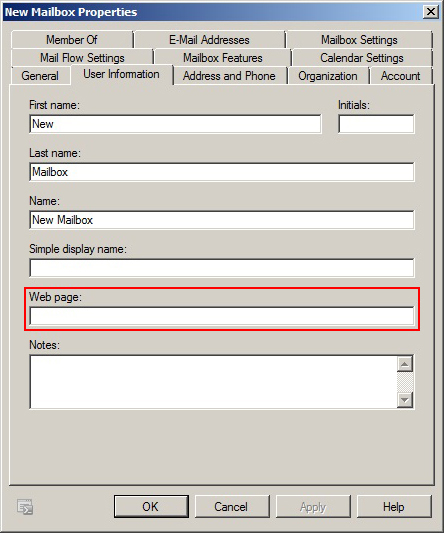 New Mailbox Properties
Member Of E-Mail Addresses Mailbox Settings
Mail Flow Settings Mailbox Features Calendar Settings
General User Information Address and Phone Organization Account
First name: Initials:
New
Last name:
Mailbox
Name:
New Mailbox
Simple display name:
Web page:
Notes:
OK Cancel Apply Help